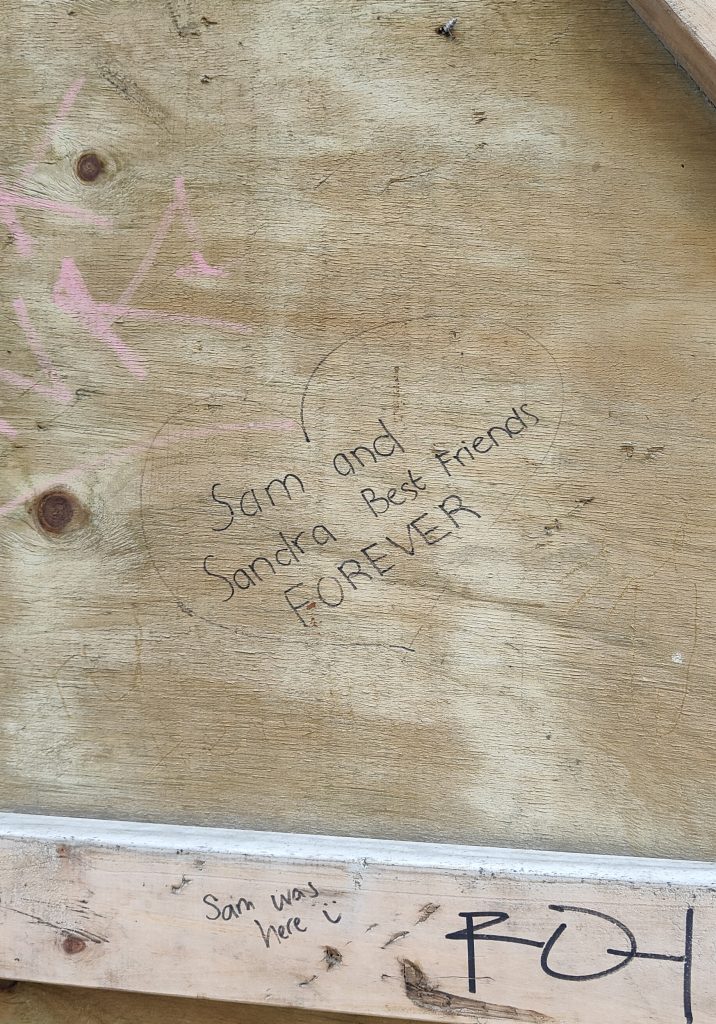 Sam and
Sandra Best Friends
FOREVER
Sam was
here